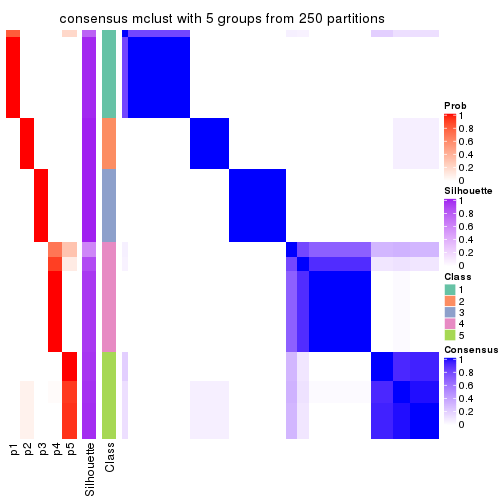 consensus mclust with 5 groups from 250 partitions
Prob
1
0.8
0.6
0.4
0.2
0
Silhouette
1
0.8
0.6
0.4
0.2
0
Class
1
2
3
4
5
Consensus
1
0.8
0.6
0.4
0.2
0
p1
p2
p3
p4
p5
Silhouette
Class